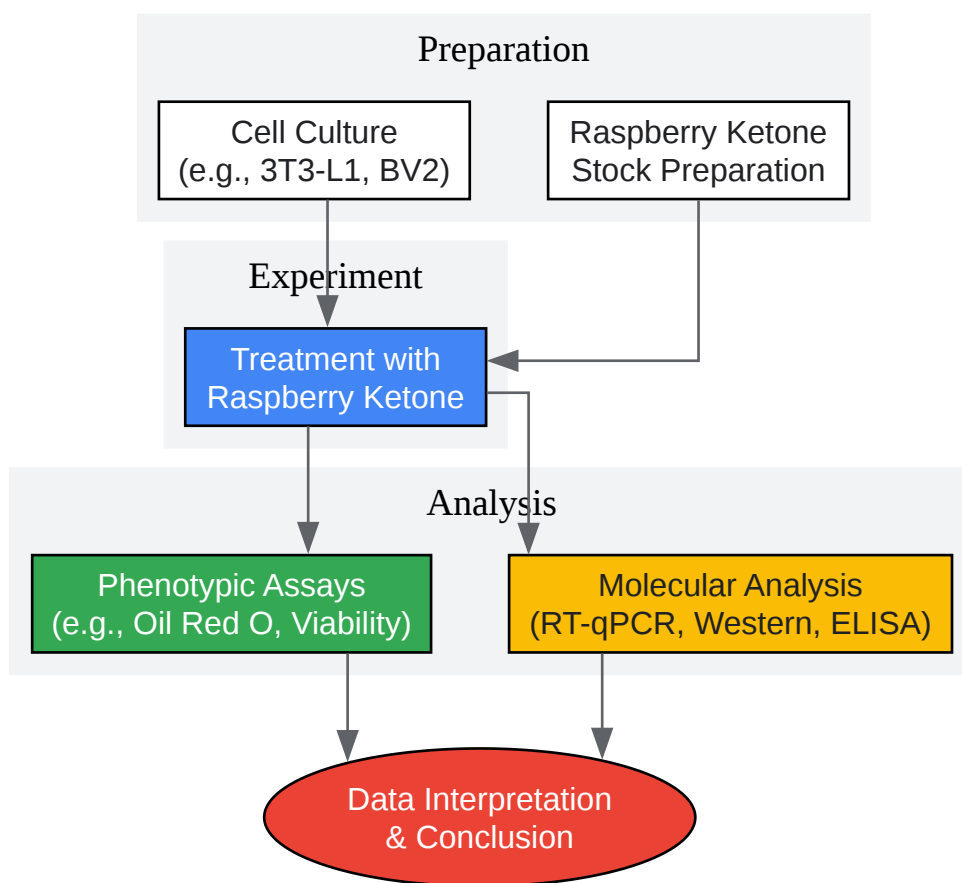 Preparation
Cell Culture
(e.g., 3T3-L1, BV2)
Raspberry Ketone
Stock Preparation
Experiment
Treatment with
Raspberry Ketone
Analysis
Phenotypic Assays
(e.g., Oil Red O, Viability)
Molecular Analysis
(RT-qPCR, Western, ELISA)
Data Interpretation
& Conclusion